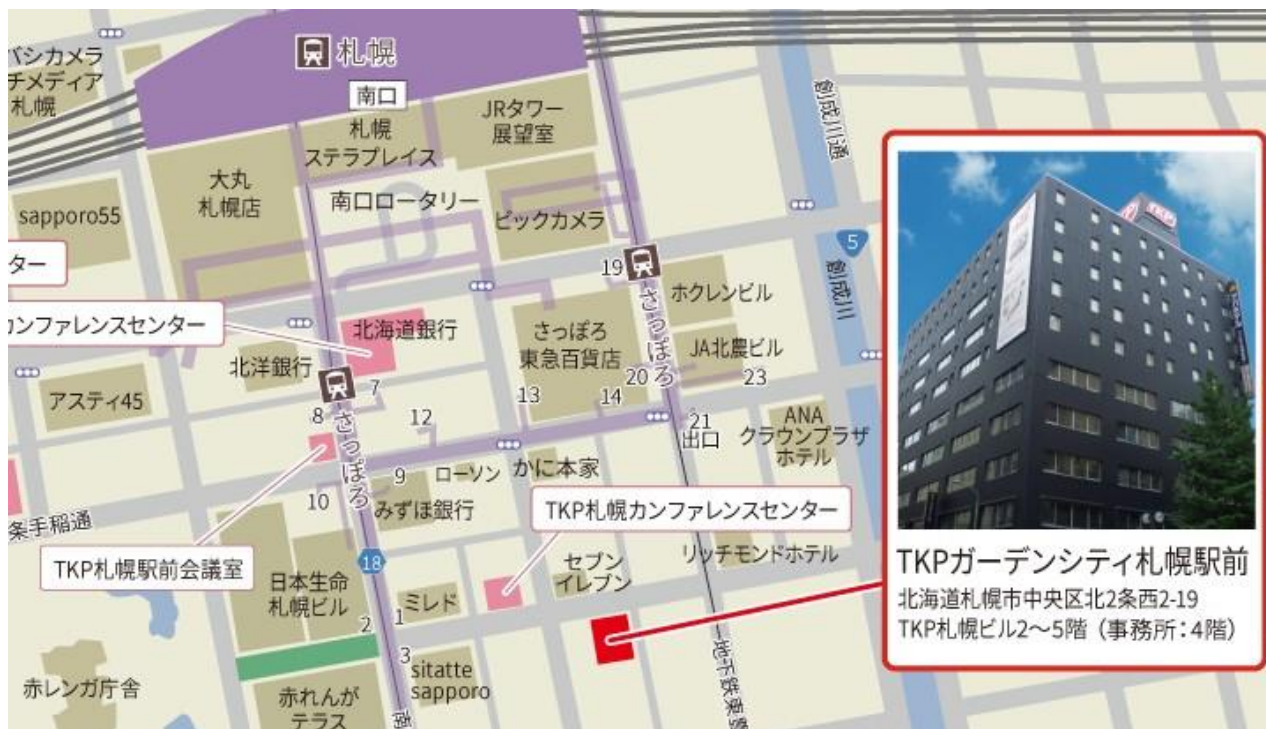 バシカメラ
チメディア
札幌
札幌
南口
札幌
ステラプレイス
JRタワー
展望室
大丸
札幌店
南口ロータリー
ビックカメラ
sapporo55
ター
カンファレンスセンター
北海道銀行
北洋銀行
さっぽろ
東急百貨店
19
さっぽろ
ホクレンビル
JA北農ビル
創成川通
5
創成川
アスティ45
7
8
さっぽろ
12
13
14
20
23
21
出口
ANA
クラウンプラザ
ホテル
9
ローソン
かに本家
10
みずほ銀行
条手稲通
TKP札幌駅前会議室
TKP札幌カンファレンスセンター
18
日本生命
札幌ビル
セブン
イレブン
リッチモンドホテル
ミレド
1
2
3
sitatte
sapporo
赤レンガ庁舎
赤れんが
テラス
南
地下鉄東豊
TKP
TKPガーデンシティ札幌駅前
北海道札幌市中央区北2条西2-19
TKP札幌ビル2～5階（事務所：4階）